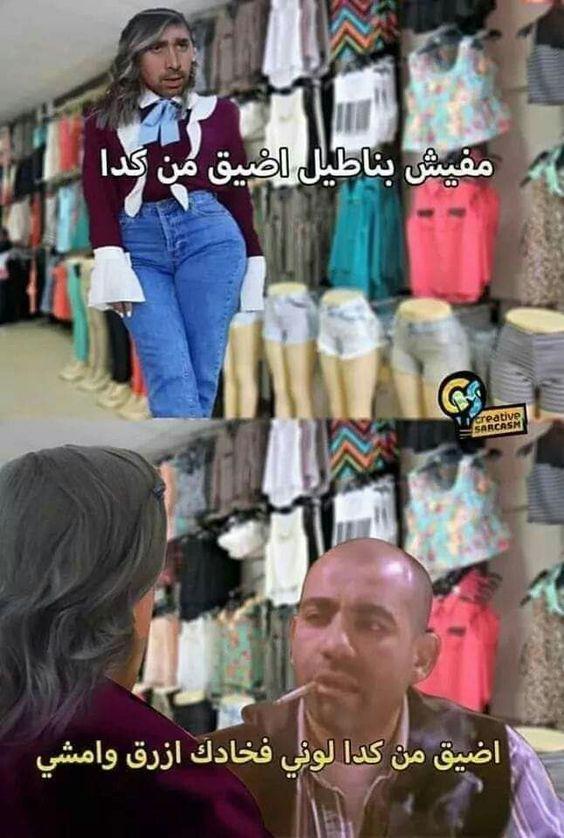 مفيش بناطيل اضيق من كدا
creative
SARCASM
اضيق من كدا لوني فخادك ازرق وامشي